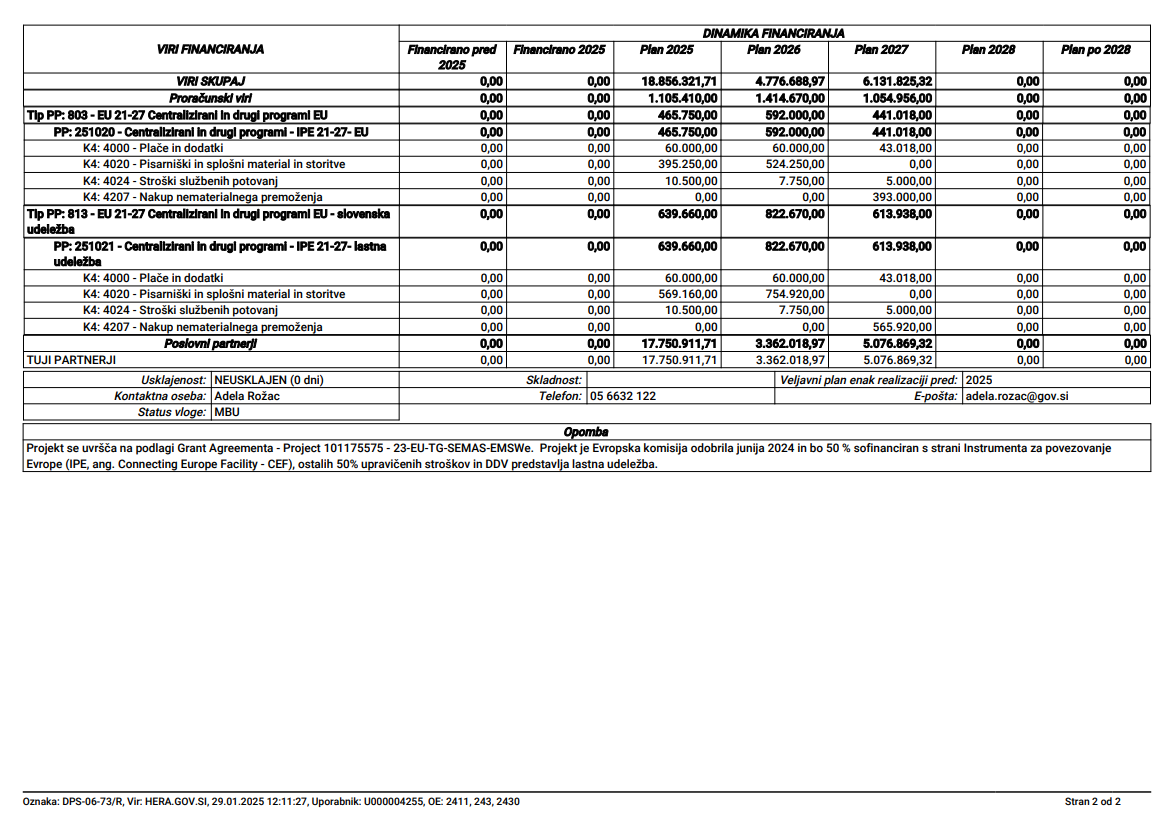 VIRI FINANCIRANJA
DINAMIKA FINANCIRANJA
Financirano pred 2025 Financirano 2025 Plan 2025 Plan 2026 Plan 2027 Plan 2028 Plan po 2028
VIRI SKUPAJ 0,00 0,00 18.856.321,71 4.776.688,97 6.131.825,32 0,00 0,00
Proračunski viri 0,00 0,00 1.105.410,00 1.414.670,00 1.054.956,00 0,00 0,00
Tip PP: 803 - EU 21-27 Centralizirani in drugi programi EU 0,00 0,00 465.750,00 592.000,00 441.018,00 0,00 0,00
PP: 251020 - Centralizirani in drugi programi - IPE 21-27- EU 0,00 0,00 465.750,00 592.000,00 441.018,00 0,00 0,00
K4: 4000 - Plače in dodatki 0,00 0,00 60.000,00 60.000,00 43.018,00 0,00 0,00
K4: 4020 - Pisarniški in splošni material in storitve 0,00 0,00 395.250,00 524.250,00 0,00 0,00 0,00
K4: 4024 - Stroški službenih potovanj 0,00 0,00 10.500,00 7.750,00 5.000,00 0,00 0,00
K4: 4207 - Nakup nematerialnega premoženja 0,00 0,00 0,00 0,00 393.000,00 0,00 0,00
Tip PP: 813 - EU 21-27 Centralizirani in drugi programi EU - slovenska 0,00 0,00 639.660,00 822.670,00 613.938,00 0,00 0,00
udeležba
PP: 251021 - Centralizirani in drugi programi - IPE 21-27- lastna 0,00 0,00 639.660,00 822.670,00 613.938,00 0,00 0,00
udeležba
K4: 4000 - Plače in dodatki 0,00 0,00 60.000,00 60.000,00 43.018,00 0,00 0,00
K4: 4020 - Pisarniški in splošni material in storitve 0,00 0,00 569.160,00 754.920,00 0,00 0,00 0,00
K4: 4024 - Stroški službenih potovanj 0,00 0,00 10.500,00 7.750,00 5.000,00 0,00 0,00
K4: 4207 - Nakup nematerialnega premoženja 0,00 0,00 0,00 0,00 565.920,00 0,00 0,00
Poslovni partnerji 0,00 0,00 17.750.911,71 3.362.018,97 5.076.869,32 0,00 0,00
TUJI PARTNERJI 0,00 0,00 17.750.911,71 3.362.018,97 5.076.869,32 0,00 0,00
Usklajenost: NEUSKLAJEN (0 dni) Skladnost: Veljavni plan enak realizaciji pred: 2025
Kontaktna oseba: Adela Rožac Telefon: 05 6632 122 E-pošta: adela.rozac@gov.si
Status vloge: MBU
Opomba
Projekt se uvršča na podlagi Grant Agreementa - Project 101175575 - 23-EU-TG-SEMAS-EMSWe. Projekt je Evropska komisija odobrila junija 2024 in bo 50 % sofinanciran s strani Instrumenta za povezovanje
Evrope (IPE, ang. Connecting Europe Facility - CEF), ostalih 50% upravičenih stroškov in DDV predstavlja lastna udeležba.
Oznaka: DPS-06-73/R, Vir: HERA.GOV.SI, 29.01.2025 12:11:27, Uporabnik: U000004255, OE: 2411, 243, 2430 Stran 2 od 2